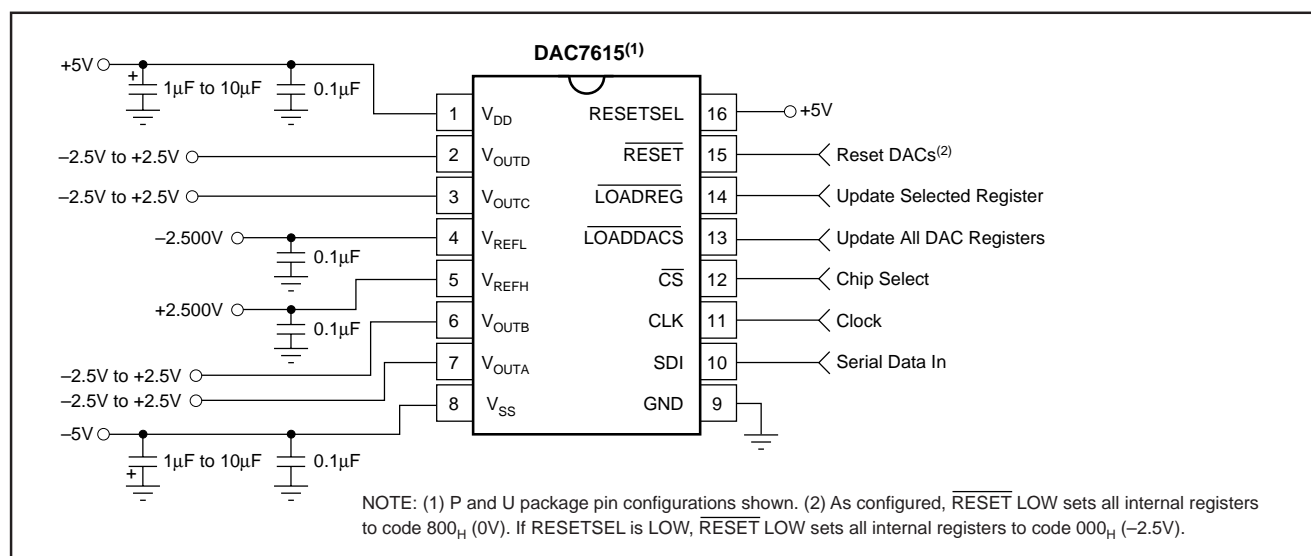 DAC7615(1)
+5V
+
1µF to 10µF
0.1µF
–2.5V to +2.5V
–2.5V to +2.5V
–2.500V
0.1µF
+2.500V
0.1µF
–2.5V to +2.5V
–2.5V to +2.5V
–5V
+
1µF to 10µF
0.1µF
1 VDD
2 VOUTD
3 VOUTC
4 VREFL
5 VREFH
6 VOUTB
7 VOUTA
8 VSS
RESETSEL 16 +5V
RESET 15 Reset DACs(2)
LOADREG 14 Update Selected Register
LOADDACS 13 Update All DAC Registers
CS 12 Chip Select
CLK 11 Clock
SDI 10 Serial Data In
GND 9
NOTE: (1) P and U package pin configurations shown. (2) As configured, RESET LOW sets all internal registers
to code 800H (0V). If RESETSEL is LOW, RESET LOW sets all internal registers to code 000H (–2.5V).